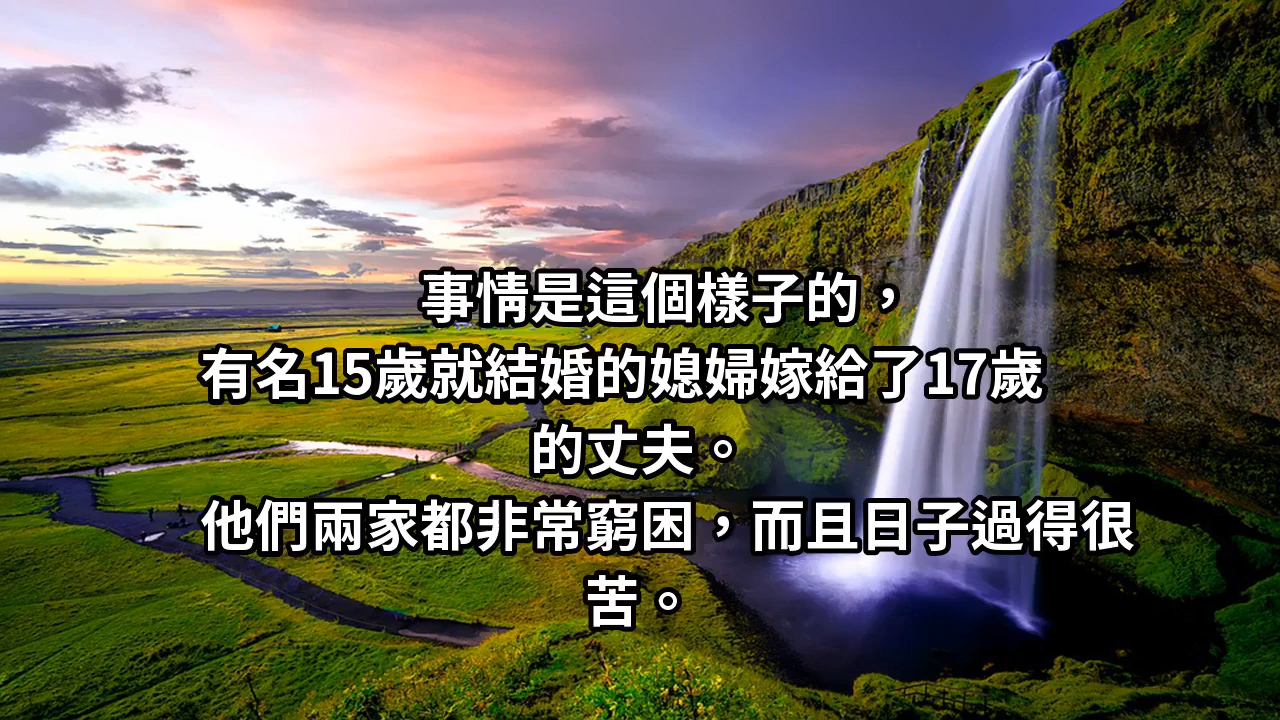 事情是這個樣子的，
有名15歲就結婚的媳婦嫁給了17歲
的丈夫。
他們兩家都非常窮困，而且日子過得很
苦。